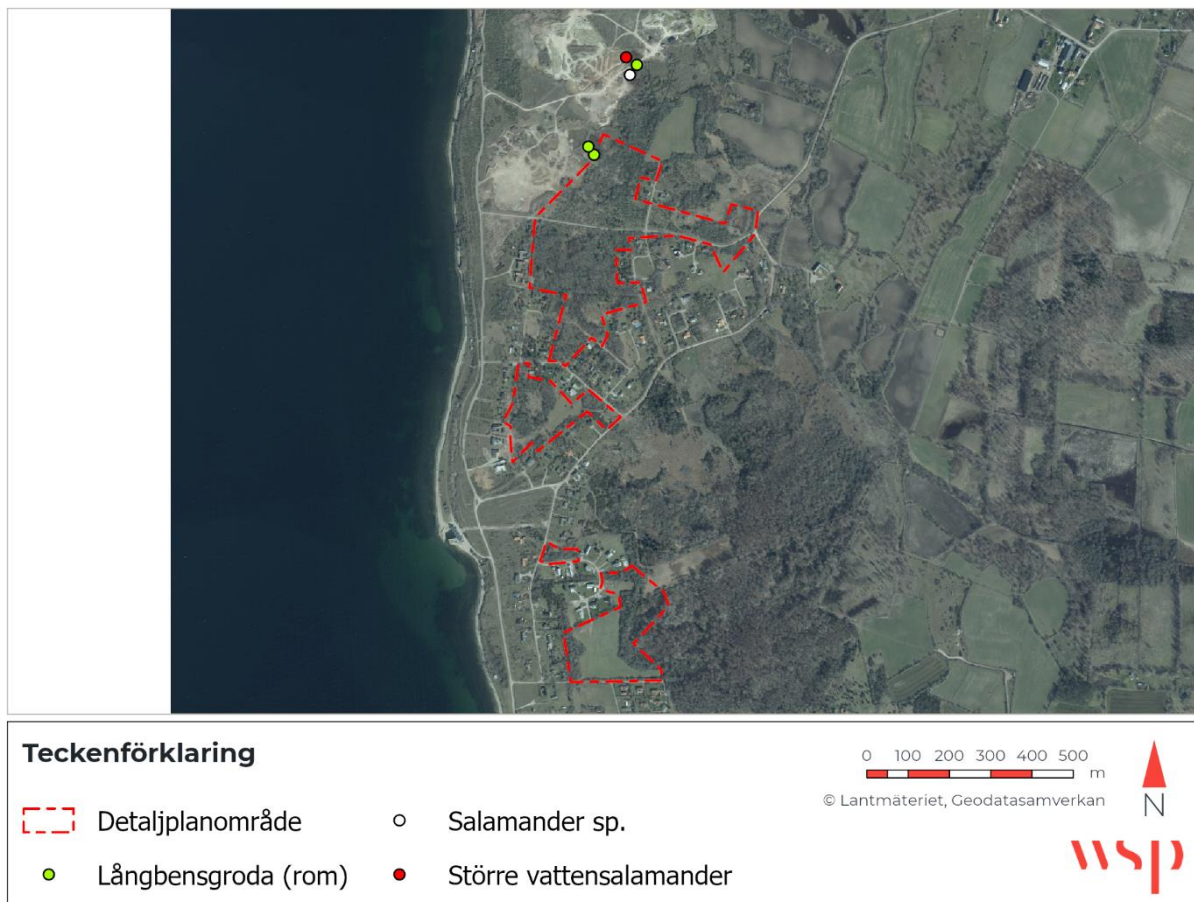 Teckenförklaring
Detaljplanområde
Salamander sp.
Långbensgroda (rom)
Större vattensalamander
0 100 200 300 400 500
m
© Lantmäteriet, Geodatasamverkan
N
wsp